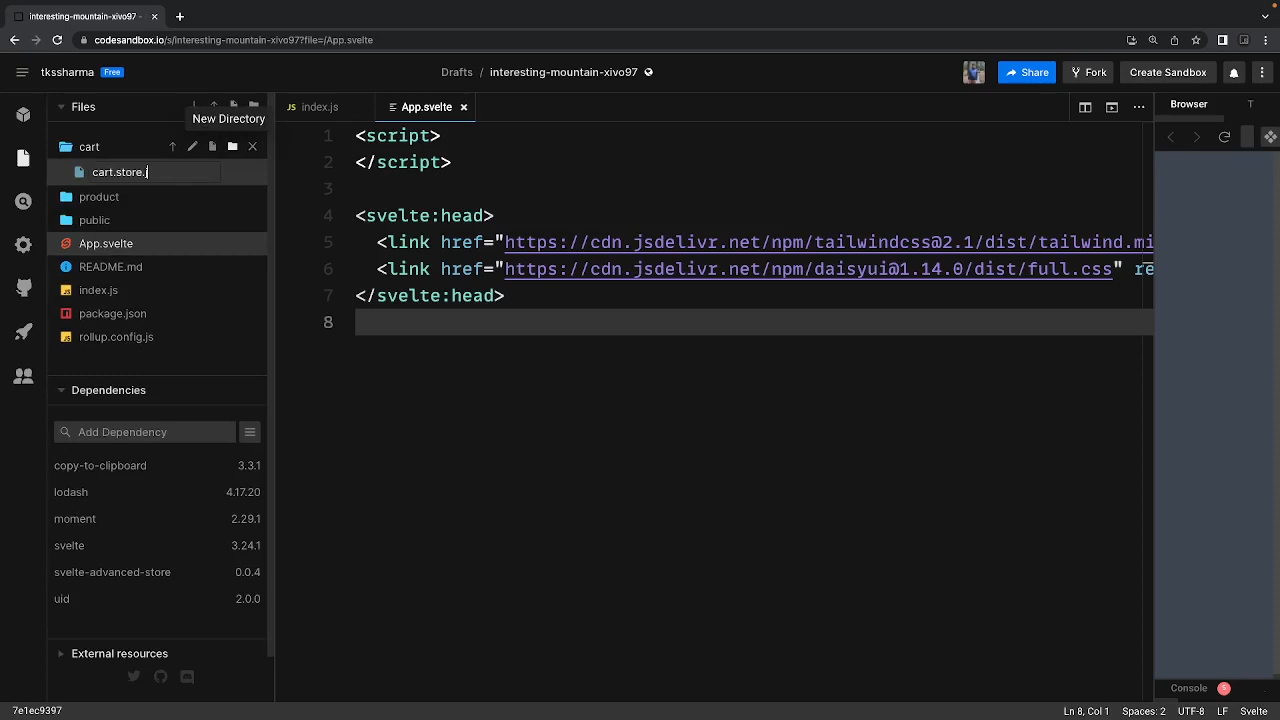 interesting-mountain-xivo97 -
codesandbox.io/s/interesting-mountain-xivo97?file=/App.svelte
tkssharma Free
Drafts / interesting-mountain-xivo97
Share
Fork
Create Sandbox
Files
New Directory
index.js
App.svelte
Browser
T
cart
cart.store.
product
public
App.svelte
README.md
index.js
package.json
rollup.config.js
1 <script>
2 </script>
3
4 <svelte:head>
5 <link href="https://cdn.jsdelivr.net/npm/tailwindcss@2.1/dist/tailwind.mi
6 <link href="https://cdn.jsdelivr.net/npm/daisyui@1.14.0/dist/full.css" re
7 </svelte:head>
8
Dependencies
Add Dependency
copy-to-clipboard 3.3.1
lodash 4.17.20
moment 2.29.1
svelte 3.24.1
svelte-advanced-store 0.0.4
uid 2.0.0
External resources
Console 5
7e1ec9397
Ln 8, Col 1 Spaces: 2 UTF-8 LF Svelte